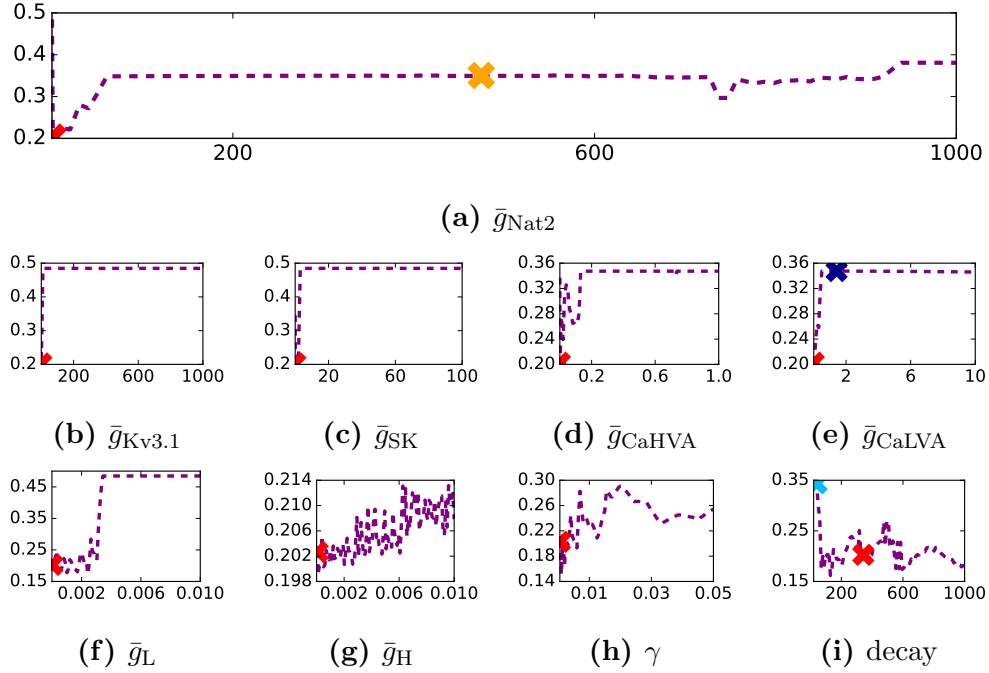 0.5
0.4
0.3
0.2
200 600 1000
(a) ḡNat2
0.5 0.5 0.36 0.36
0.4 0.4 0.32 0.32
0.28 0.28
0.3 0.3 0.24 0.24
0.2 0.2 0.20 0.20
200 600 1000 20 60 100 0.2 0.6 1.0 2 6 10
(b) ḡKv3.1 (c) ḡSK (d) ḡCaHVA (e) ḡCaLVA
0.45 0.214 0.30 0.35
0.210 0.26
0.35 0.206 0.22 0.25
0.25 0.202 0.18
0.15 0.198 0.14 0.15
0.002 0.006 0.010 0.002 0.006 0.010 0.01 0.03 0.05 200 600 1000
(f) ḡL (g) ḡH (h) γ (i) decay